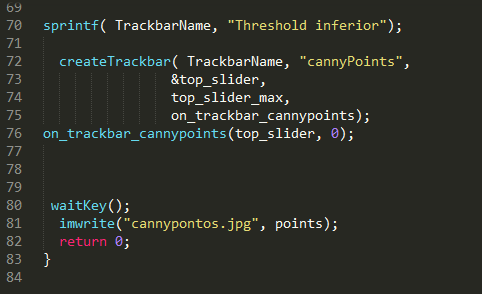 69
70 sprintf( TrackbarName, "Threshold inferior");
71
72 createTrackbar( TrackbarName, "cannyPoints",
73 &top_slider,
74 top_slider_max,
75 on_trackbar_cannypoints);
76 on_trackbar_cannypoints(top_slider, 0);
77
78
79
80 waitKey();
81 imwrite("cannypontos.jpg", points);
82 return 0;
83 }
84